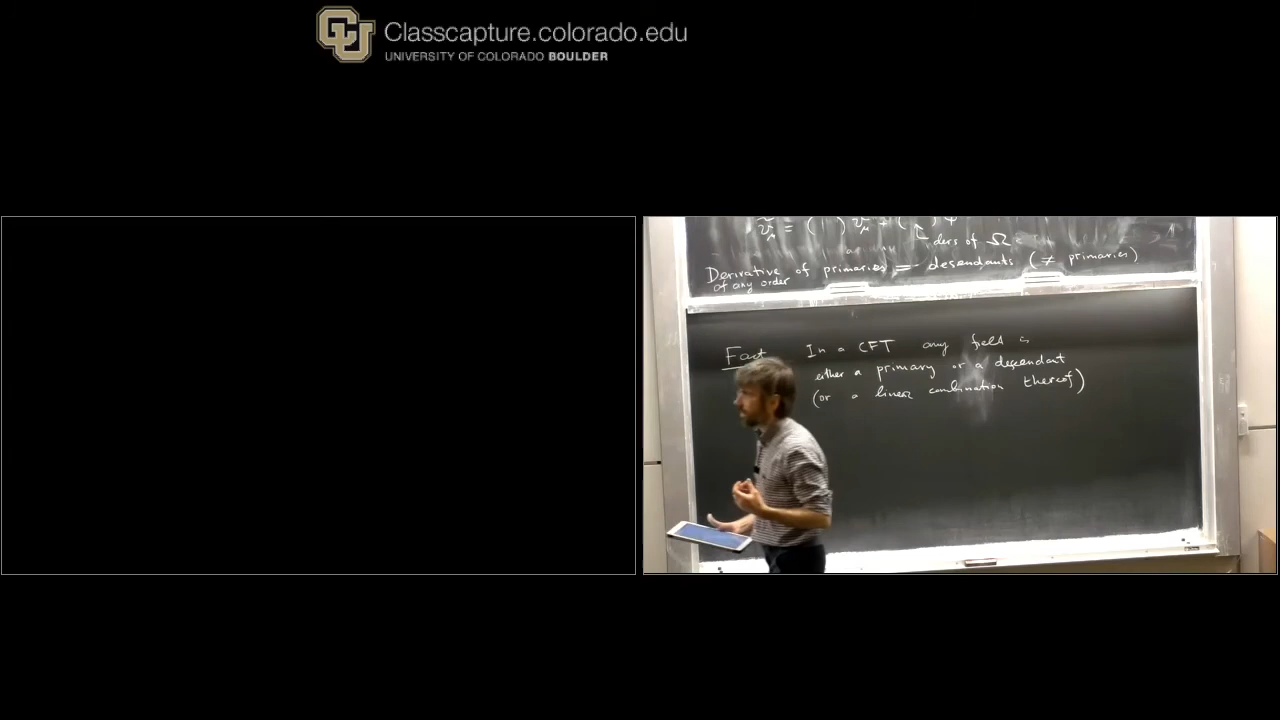 Classcapture.colorado.edu
UNIVERSITY OF COLORADO BOULDER
ders of Ω
Derivative of primaries = descendants (≠ primaries)
of any order
Fact In a CFT any field is
either a primary or a descendant
(or a linear combination thereof)